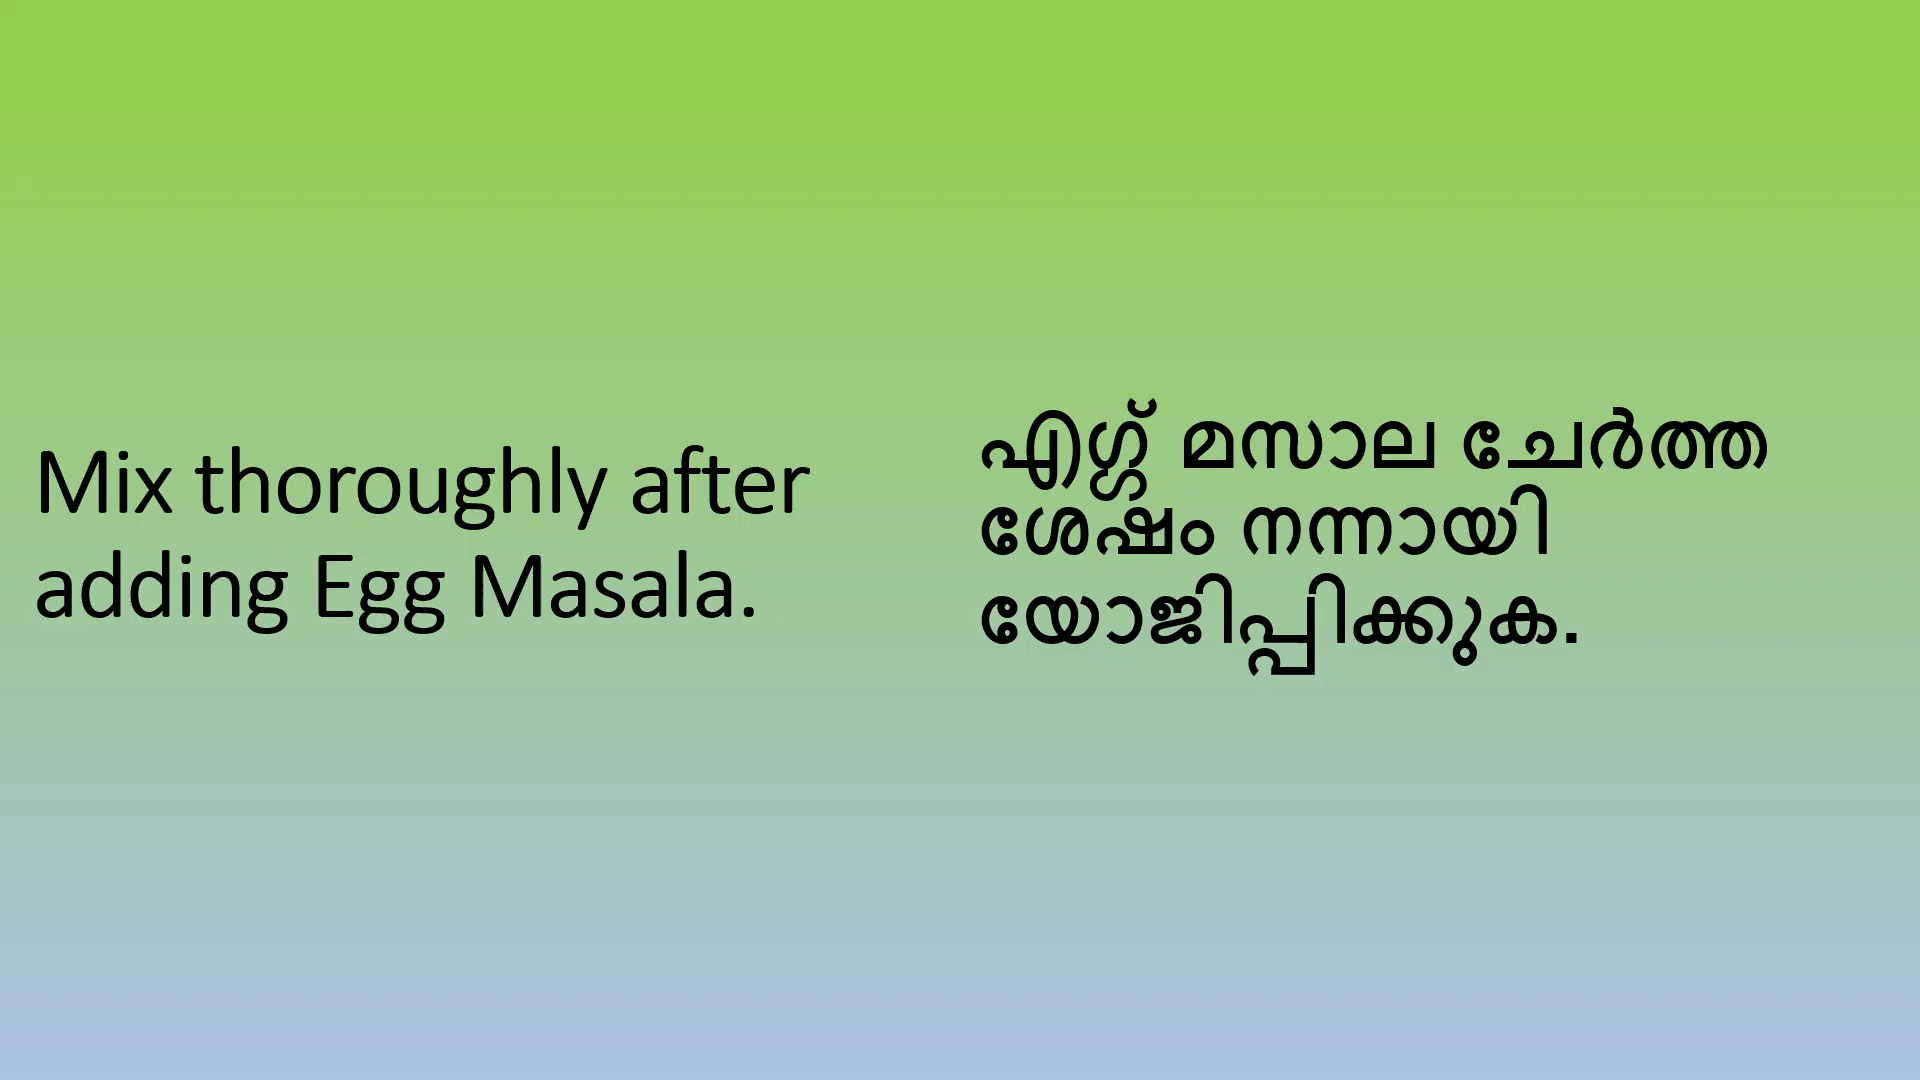 Mix thoroughly after
adding Egg Masala.
എഗ്ഗ് മസാല ചേർത്ത
ശേഷം നന്നായി
യോജിപ്പിക്കുക.